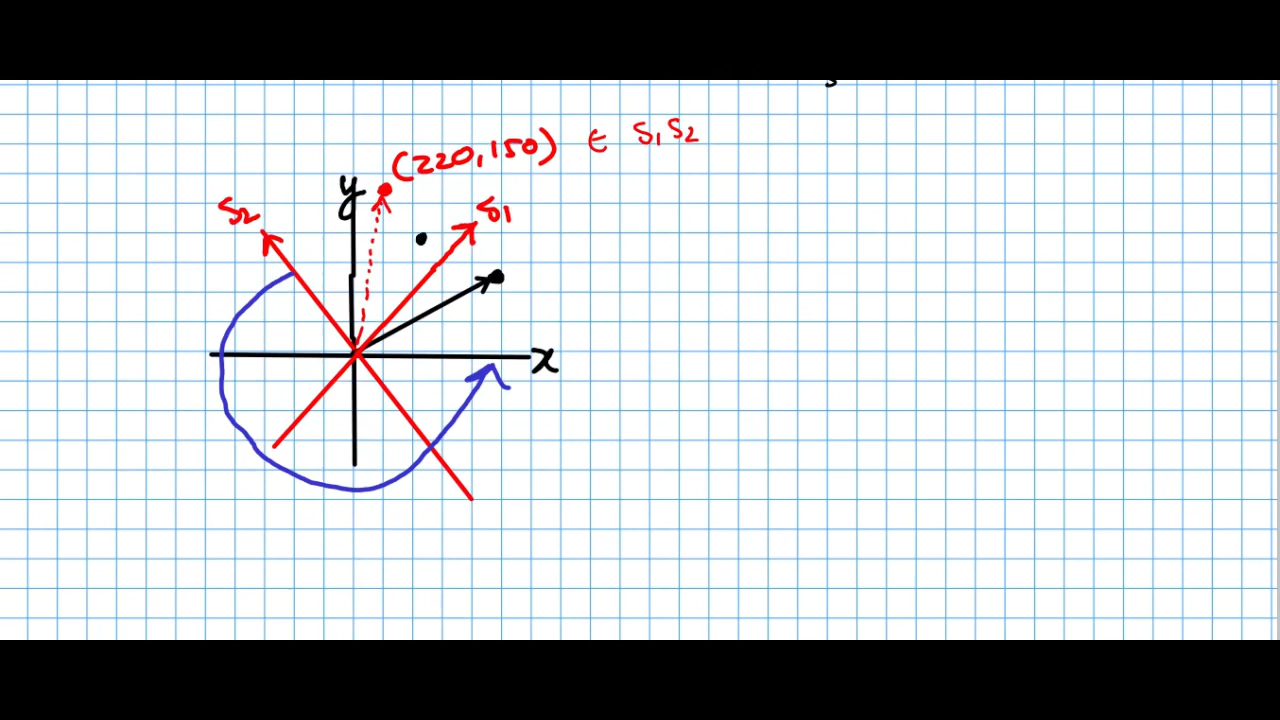 (220,150) ∈ S₁S₂
y
S₂
S₁
x